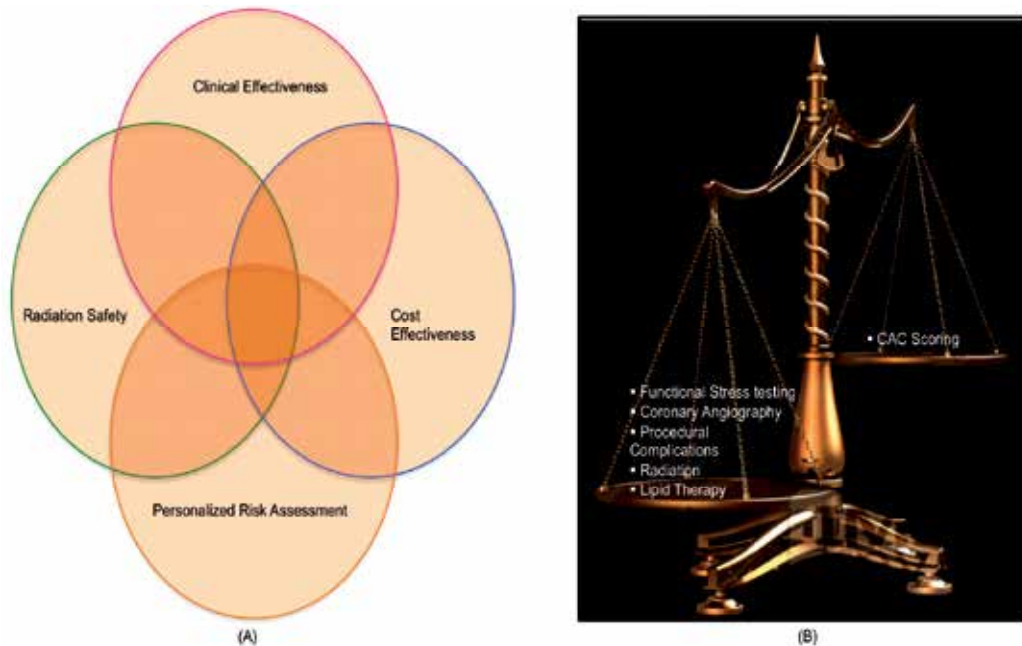 Clinical Effectiveness
Radiation Safety
Cost
Effectiveness
Personalized Risk Assessment
(A)
▪ CAC Scoring
▪ Functional Stress testing
▪ Coronary Angiography
▪ Procedural
Complications
▪ Radiation
▪ Lipid Therapy
(B)